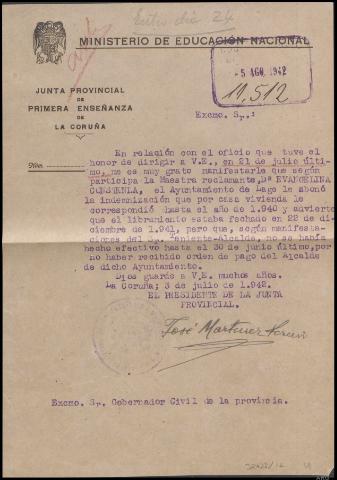 Entro dia 24
MINISTERIO DE EDUCACIÓN NACIONAL
- 5 AGO. 1942
11,512
JUNTA PROVINCIAL
DE
PRIMERA ENSEÑANZA
DE
LA CORUÑA
Excmo. Sr.:
Núm.
En relación con el oficio que tuve el
honor de dirigir a V.E., en 21 de julio últi-
mo, me es muy grato manifestarle que según
participa la Maestra reclamante, Dª EVANGELINA
CONSTENLA, el Ayuntamiento de Lage le abonó
la indemnización que por casa vivienda le
correspondió hasta el año de 1.940 y advierte
que el libramiento estaba fechado en 22 de di-
ciembre de 1.941, pero que, según manifesta-
ciones del Sr. Teniente-Alcalde, no se había
hecho efectivo hasta el 30 de junio último, por
no haber recibido orden de pago del Alcalde
de dicho Ayuntamiento.
Dios guarde a V.E. muchos años.
La Coruña, 3 de julio de 1.942.
EL PRESIDENTE DE LA JUNTA
PROVINCIAL.
José Martínez
Excmo. Sr. Gobernador Civil de la provincia.